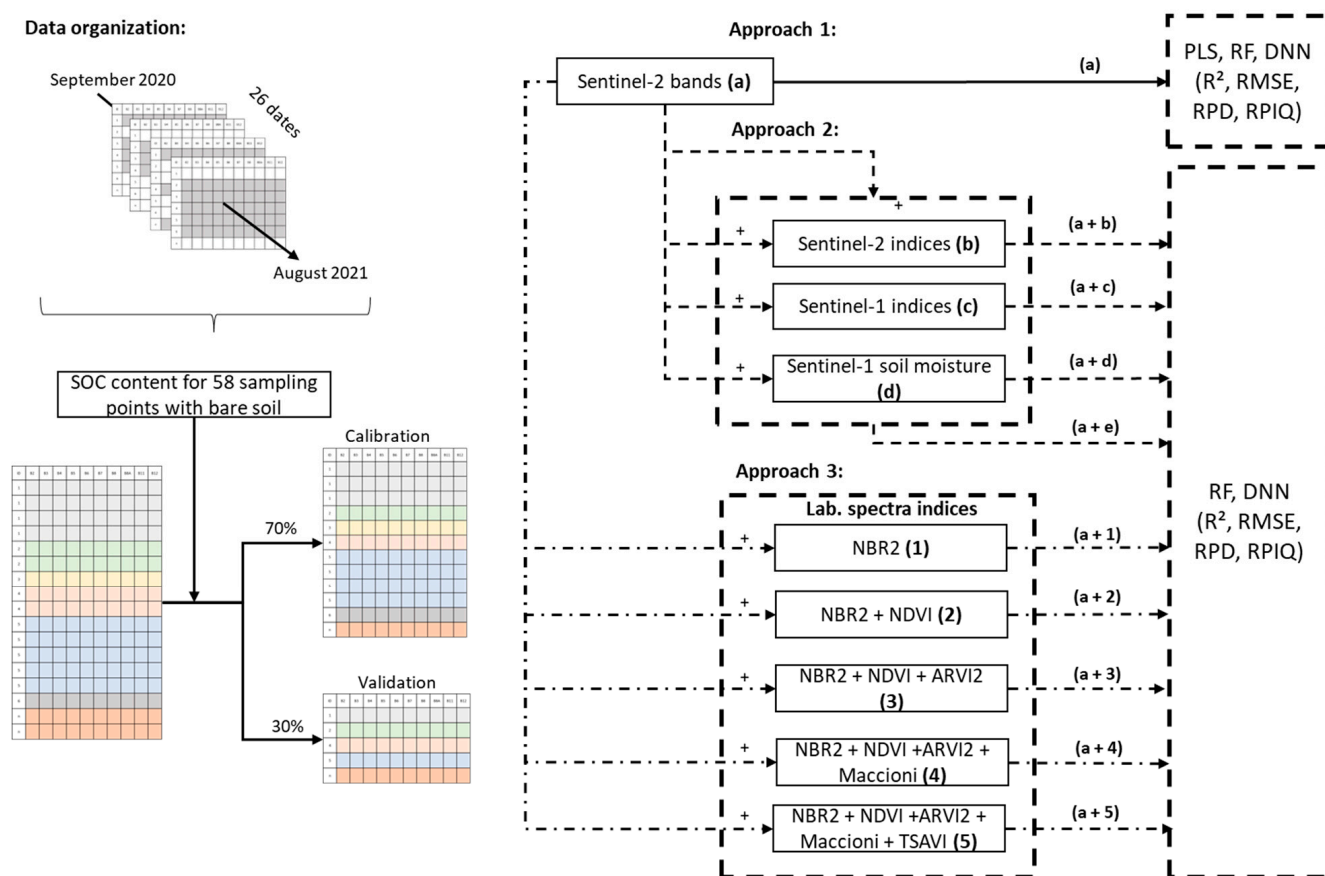 Data organization:
September 2020
26 dates
August 2021
SOC content for 58 sampling
points with bare soil
Calibration
70%
Validation
30%
Approach 1:
Sentinel-2 bands (a)
(a)
PLS, RF, DNN
(R², RMSE,
RPD, RPIQ)
Approach 2:
+
+
Sentinel-2 indices (b)
(a + b)
+
Sentinel-1 indices (c)
(a + c)
+
Sentinel-1 soil moisture
(d)
(a + d)
(a + e)
RF, DNN
(R², RMSE,
RPD, RPIQ)
Approach 3:
Lab. spectra indices
+
NBR2 (1)
(a + 1)
+
NBR2 + NDVI (2)
(a + 2)
+
NBR2 + NDVI + ARVI2
(3)
(a + 3)
+
NBR2 + NDVI +ARVI2 +
Maccioni (4)
(a + 4)
+
NBR2 + NDVI +ARVI2 +
Maccioni + TSAVI (5)
(a + 5)